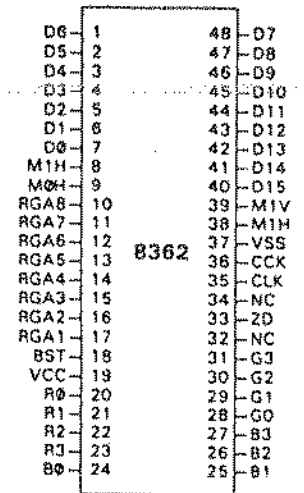 D6 1 48 D7
D5 2 47 D8
D4 3 46 D9
D3 4 45 D10
D2 5 44 D11
D1 6 43 D12
D0 7 42 D13
M1H 8 41 D14
M0H 9 40 D15
RGA8 10 39 M1V
RGA7 11 38 M1H
RGA6 12 37 VSS
RGA5 13 8362 36 CCK
RGA4 14 35 CLK
RGA3 15 34 NC
RGA2 16 33 ZD
RGA1 17 32 NC
BST 18 31 G3
VCC 19 30 G2
R0 20 29 G1
R1 21 28 G0
R2 22 27 B3
R3 23 26 B2
B0 24 25 B1